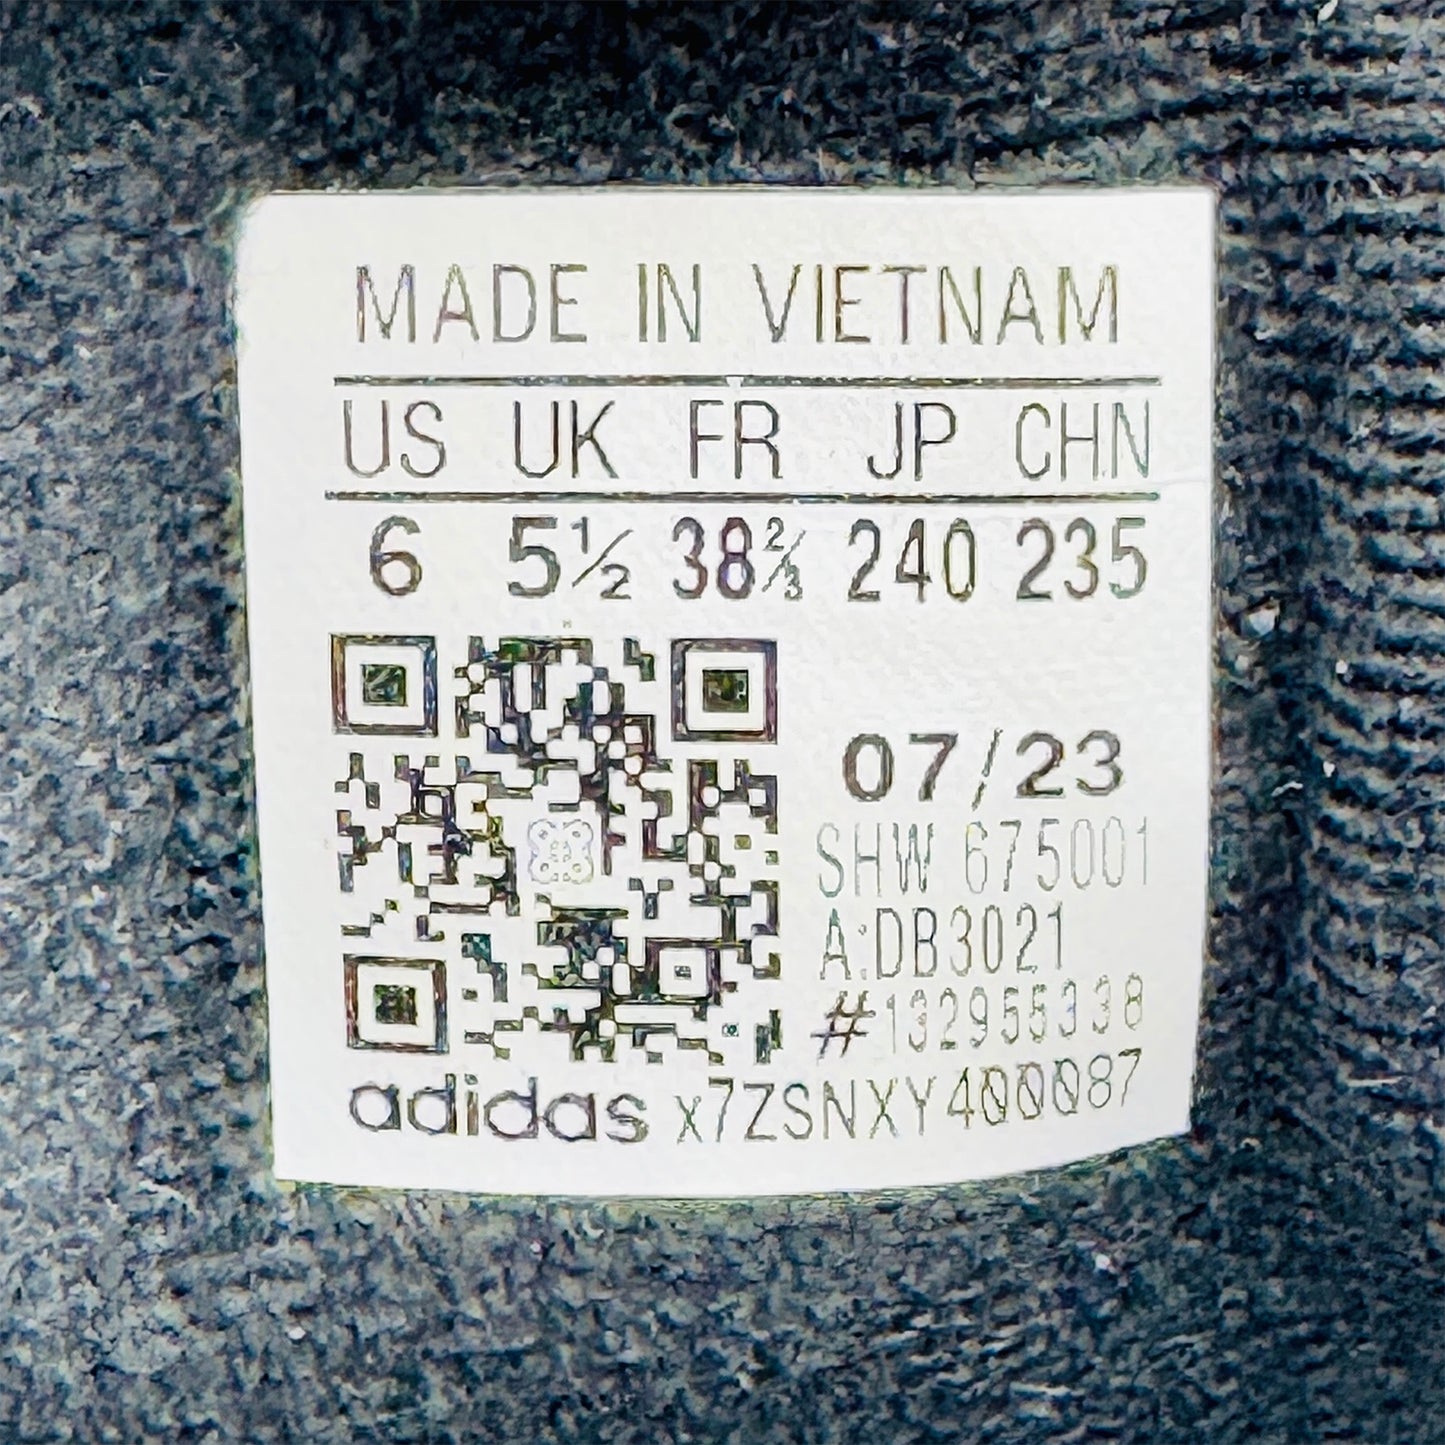 MADE IN VIETNAM
US UK FR JP CHN
6 5½ 38⅔ 240 235
07/23
SHW 675001
A:DB3021
#132955338
adidas x7ZSNXY400087